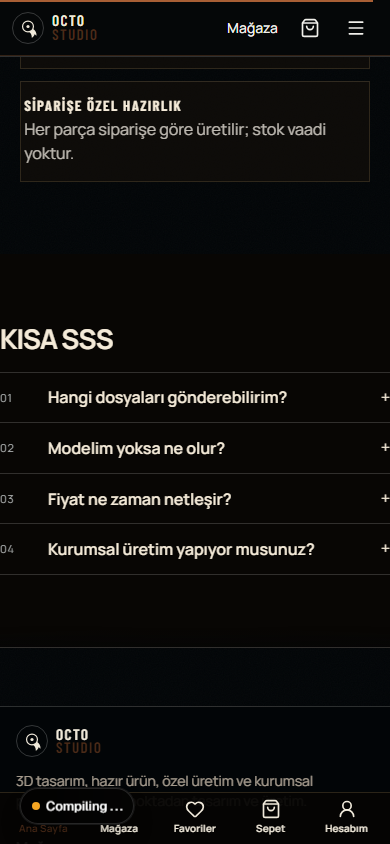 OCTO
STUDIO
Mağaza
SİPARİŞE ÖZEL HAZIRLIK
Her parça siparişe göre üretilir; stok vaadi
yoktur.
KISA SSS
01 Hangi dosyaları gönderebilirim? +
02 Modelim yoksa ne olur? +
03 Fiyat ne zaman netleşir? +
04 Kurumsal üretim yapıyor musunuz? +
OCTO
STUDIO
3D tasarım, hazır ürün, özel üretim ve kurumsal
Compiling ...
Ana Sayfa Mağaza Favoriler Sepet Hesabım